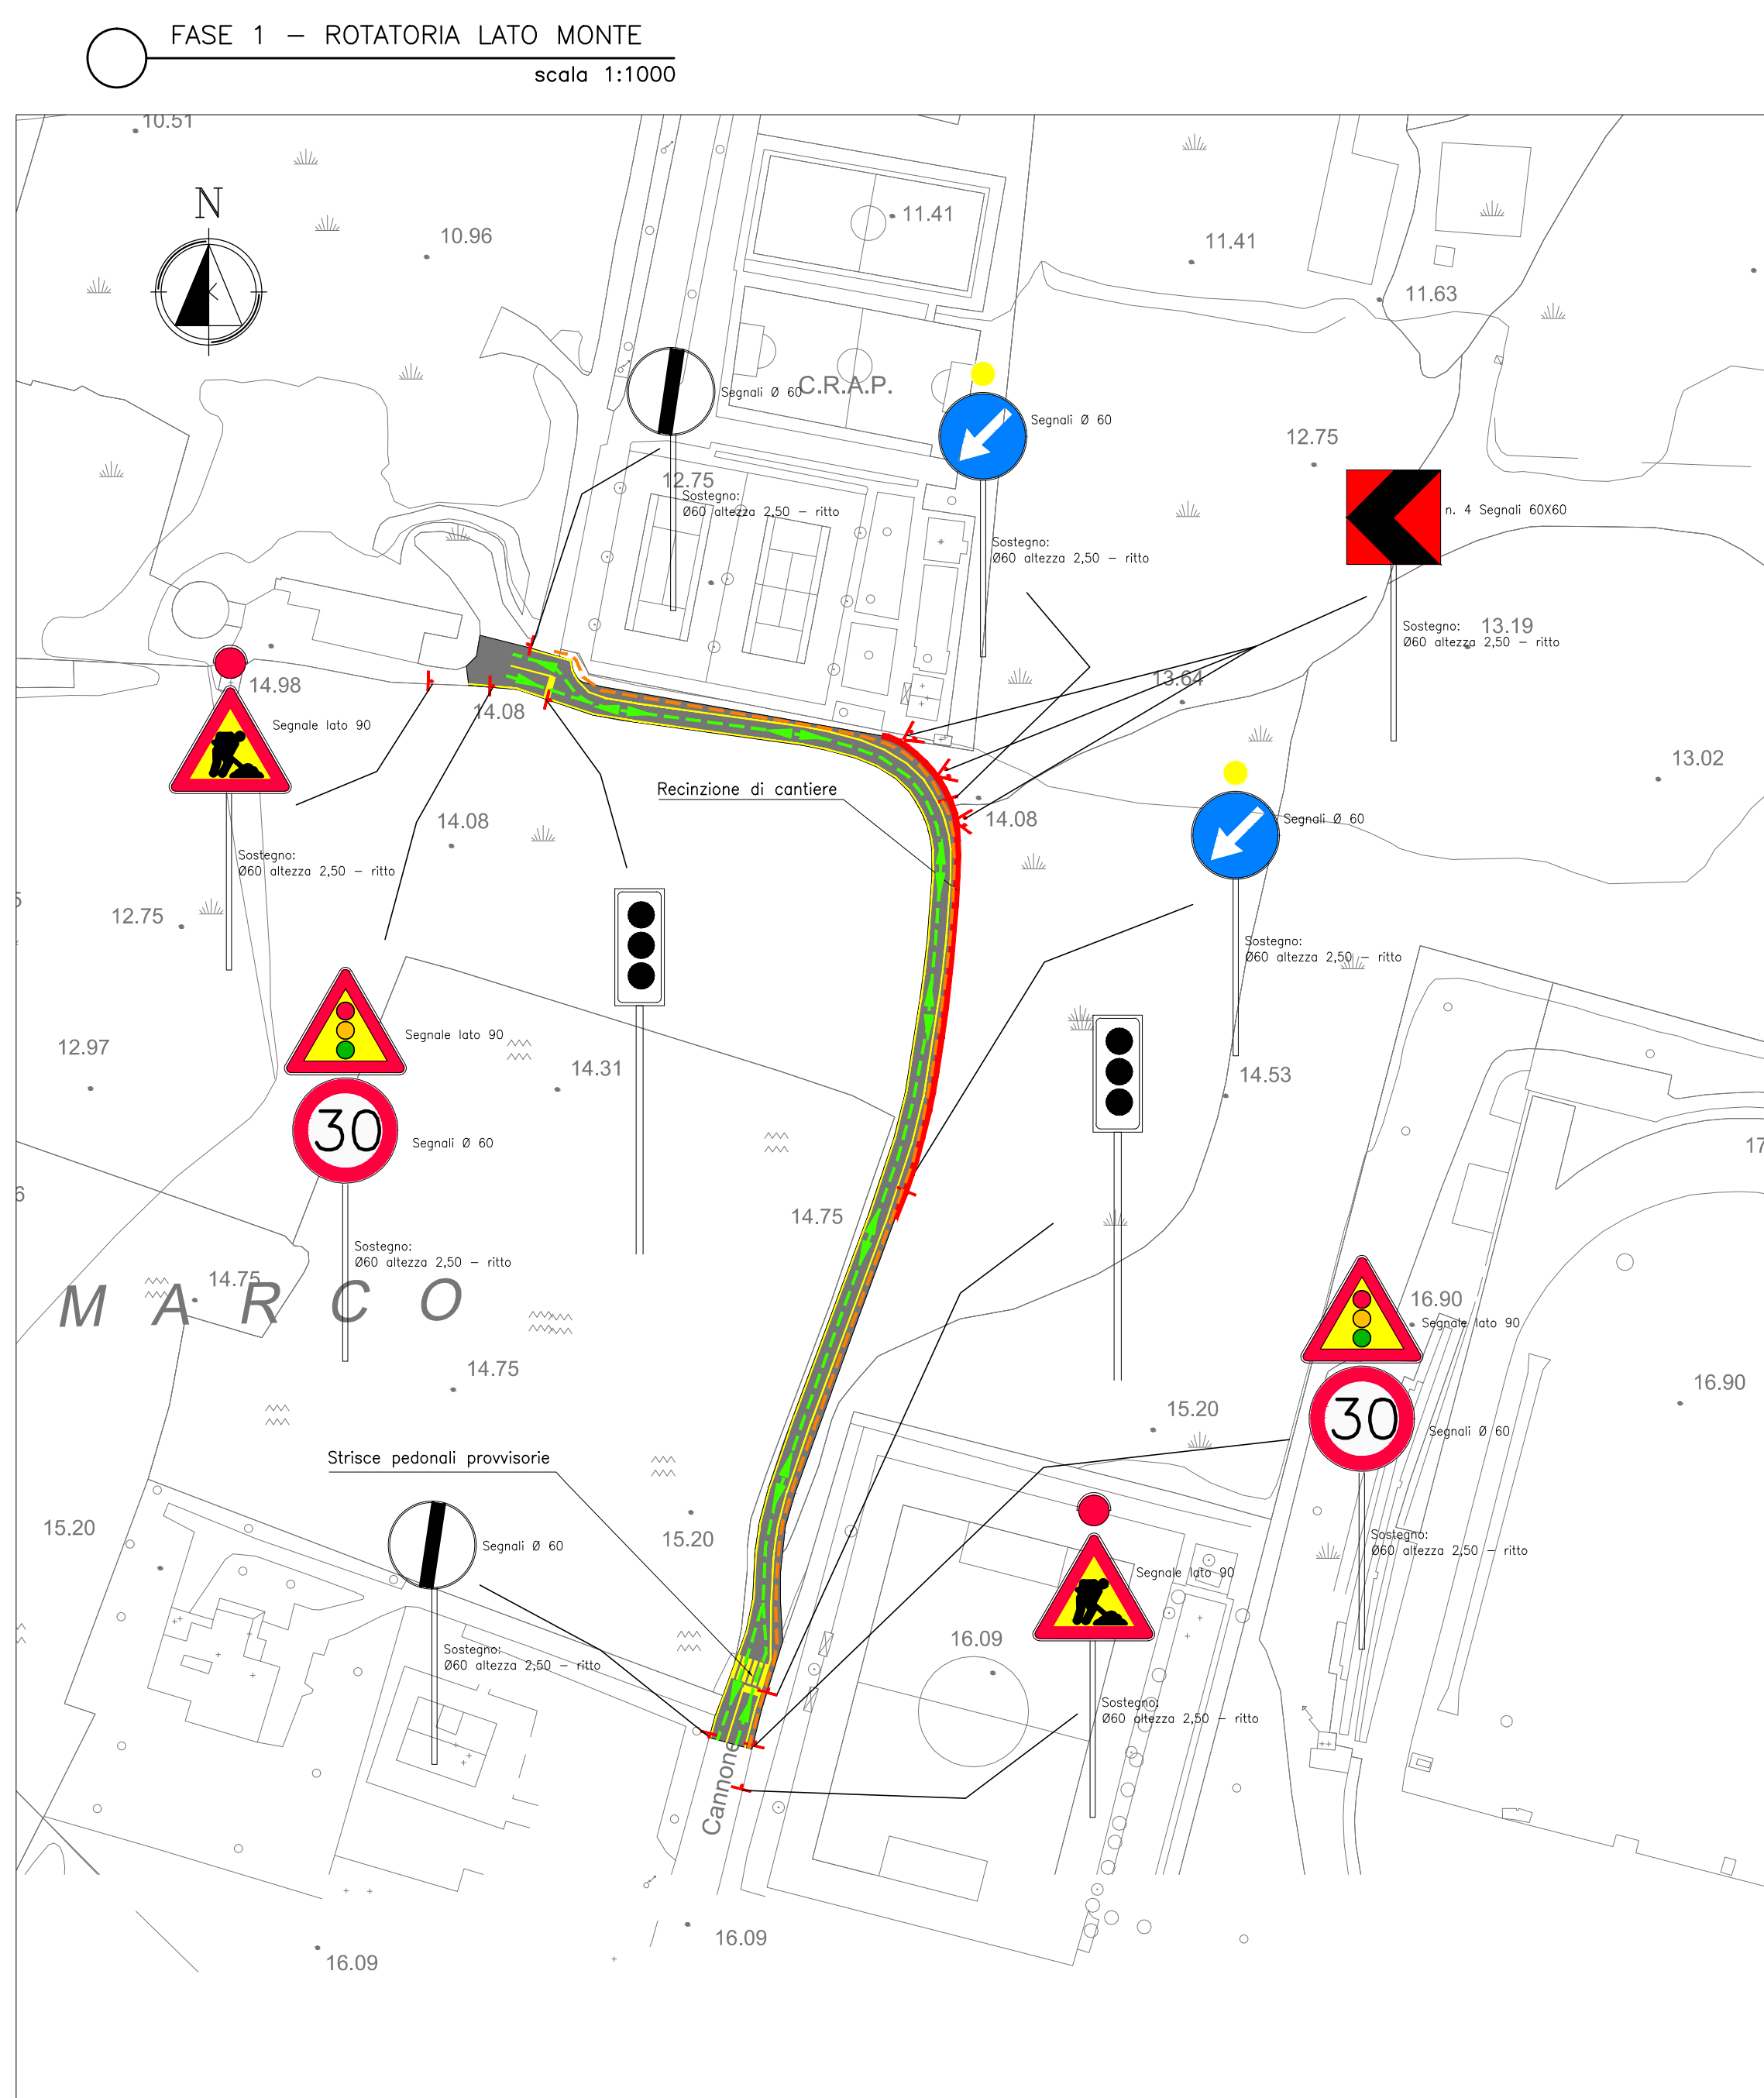 FASE 1 – ROTATORIA LATO MONTE
scala 1:1000
10.51
N
10.96
11.41
11.41
11.63
C.R.A.P.
Segnali Ø 60
Segnali Ø 60
12.75
12.75
Sostegno:
Ø60 altezza 2,50 – ritto
n. 4 Segnali 60X60
Sostegno:
Ø60 altezza 2,50 – ritto
Sostegno:
Ø60 altezza 2,50 – ritto
13.19
14.98
13.64
14.08
Segnale lato 90
13.02
Recinzione di cantiere
14.08
14.08
Segnali Ø 60
Sostegno:
Ø60 altezza 2,50 – ritto
12.75
Sostegno:
Ø60 altezza 2,50 – ritto
12.97
Segnale lato 90
14.31
14.53
30
Segnali Ø 60
14.75
Sostegno:
Ø60 altezza 2,50 – ritto
14.75
MARCO
16.90
Segnale lato 90
14.75
16.90
15.20
30
Segnali Ø 60
Strisce pedonali provvisorie
15.20
15.20
Segnali Ø 60
Sostegno:
Ø60 altezza 2,50 – ritto
Segnale lato 90
16.09
Sostegno:
Ø60 altezza 2,50 – ritto
Sostegno:
Ø60 altezza 2,50 – ritto
Cannone
16.09
16.09